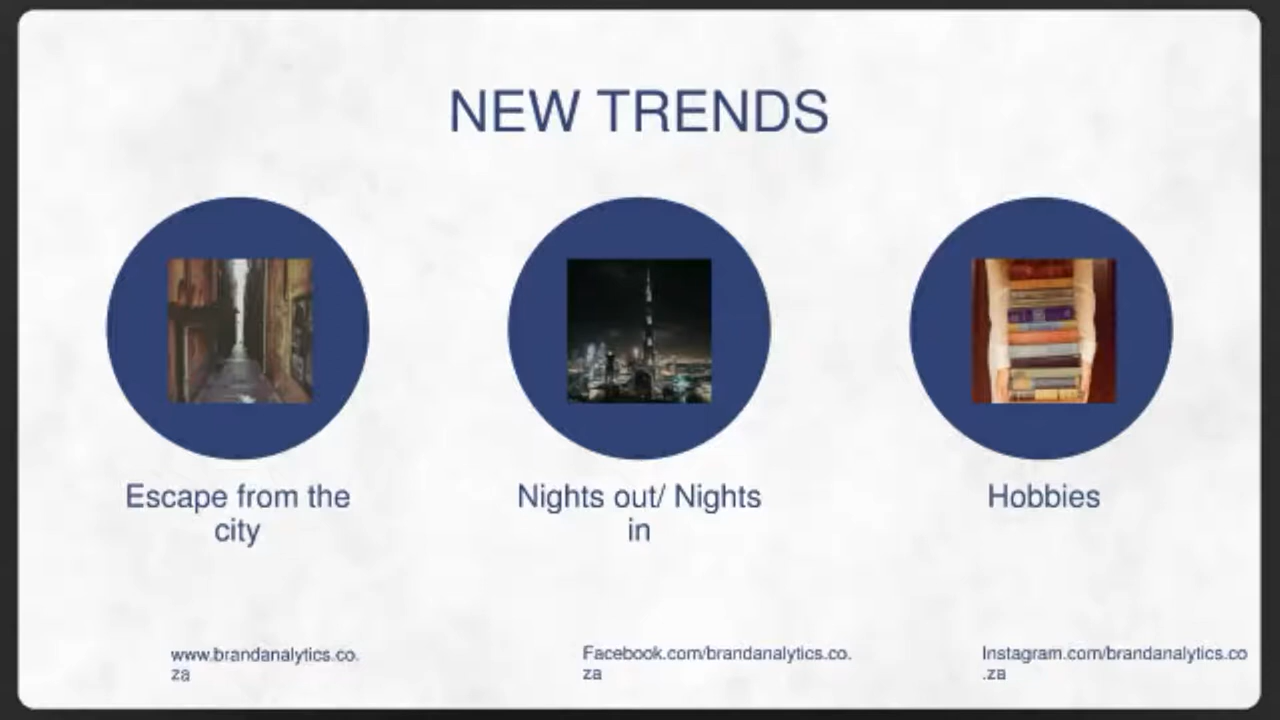 NEW TRENDS
Escape from the
city
Nights out/ Nights
in
Hobbies
www.brandanalytics.co.
za
Facebook.com/brandanalytics.co.
za
Instagram.com/brandanalytics.co
.za